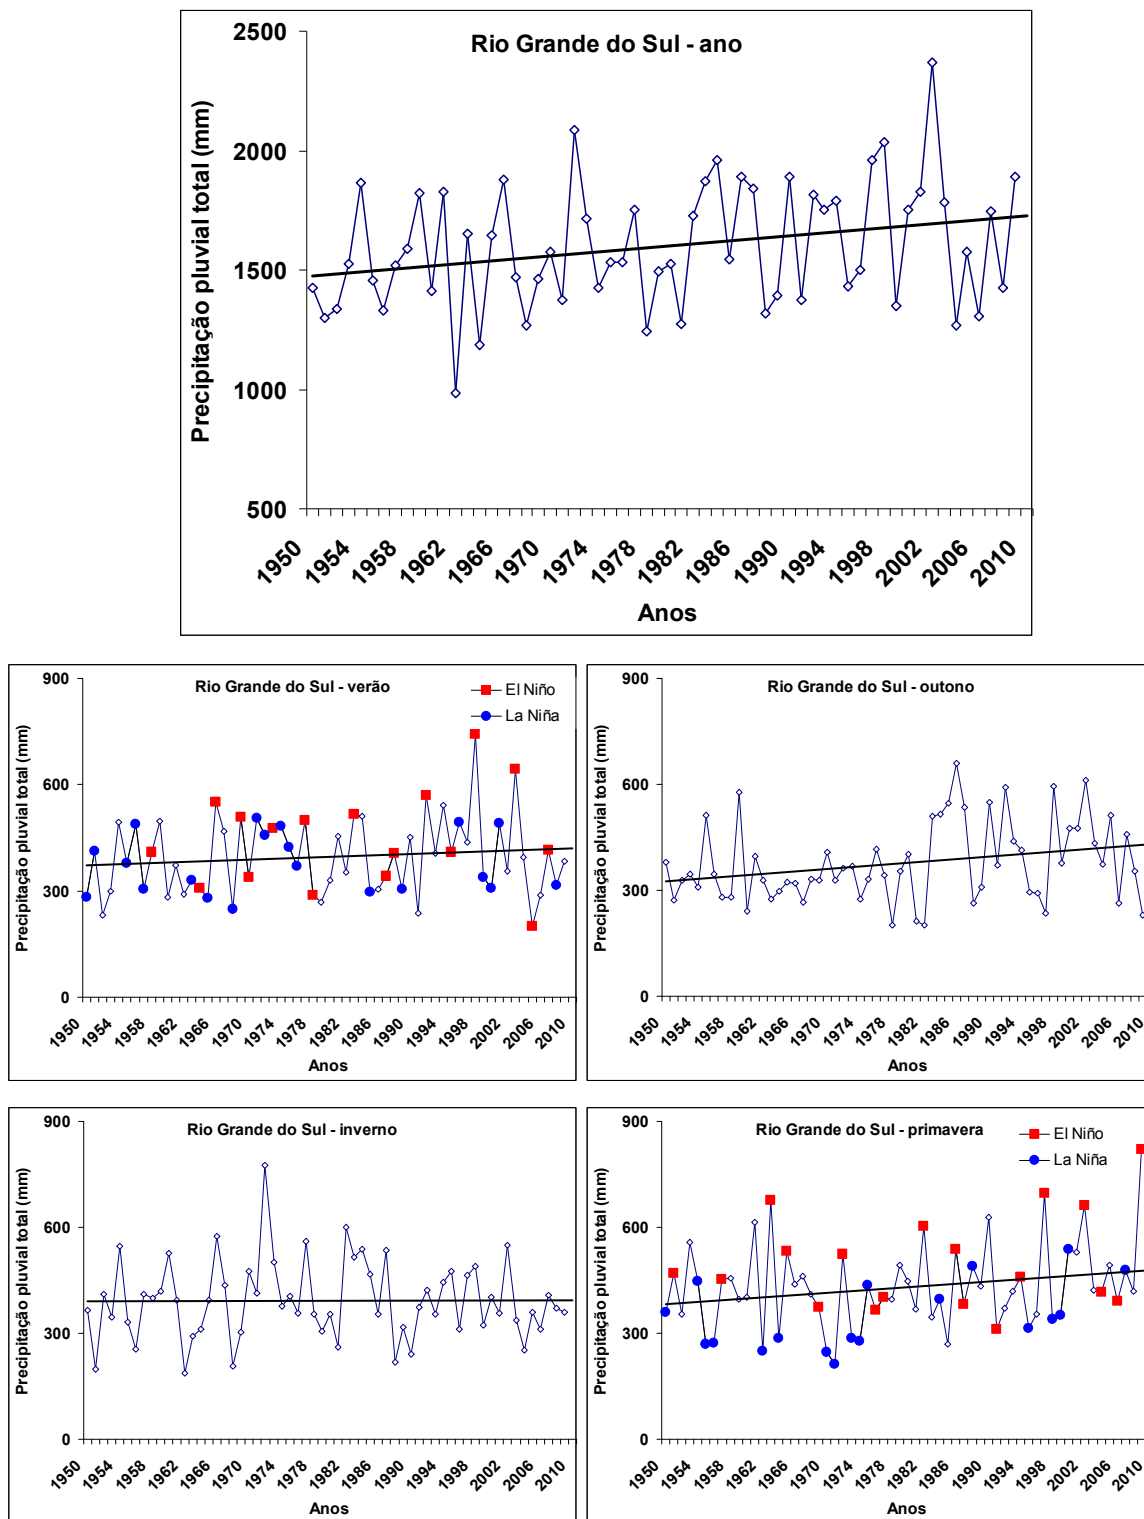 Rio Grande do Sul - ano
Precipitação pluvial total (mm)
2500
2000
1500
1000
500
1950 1954 1958 1962 1966 1970 1974 1978 1982 1986 1990 1994 1998 2002 2006 2010
Anos
Rio Grande do Sul - verão
El Niño
La Niña
Precipitação pluvial total (mm)
900
600
300
0
1950 1954 1958 1962 1966 1970 1974 1978 1982 1986 1990 1994 1998 2002 2006 2010
Anos
Rio Grande do Sul - outono
Precipitação pluvial total (mm)
900
600
300
0
1950 1954 1958 1962 1966 1970 1974 1978 1982 1986 1990 1994 1998 2002 2006 2010
Anos
Rio Grande do Sul - inverno
Precipitação pluvial total (mm)
900
600
300
0
1950 1954 1958 1962 1966 1970 1974 1978 1982 1986 1990 1994 1998 2002 2006 2010
Anos
Rio Grande do Sul - primavera
El Niño
La Niña
Precipitação pluvial total (mm)
900
600
300
0
1950 1954 1958 1962 1966 1970 1974 1978 1982 1986 1990 1994 1998 2002 2006 2010
Anos